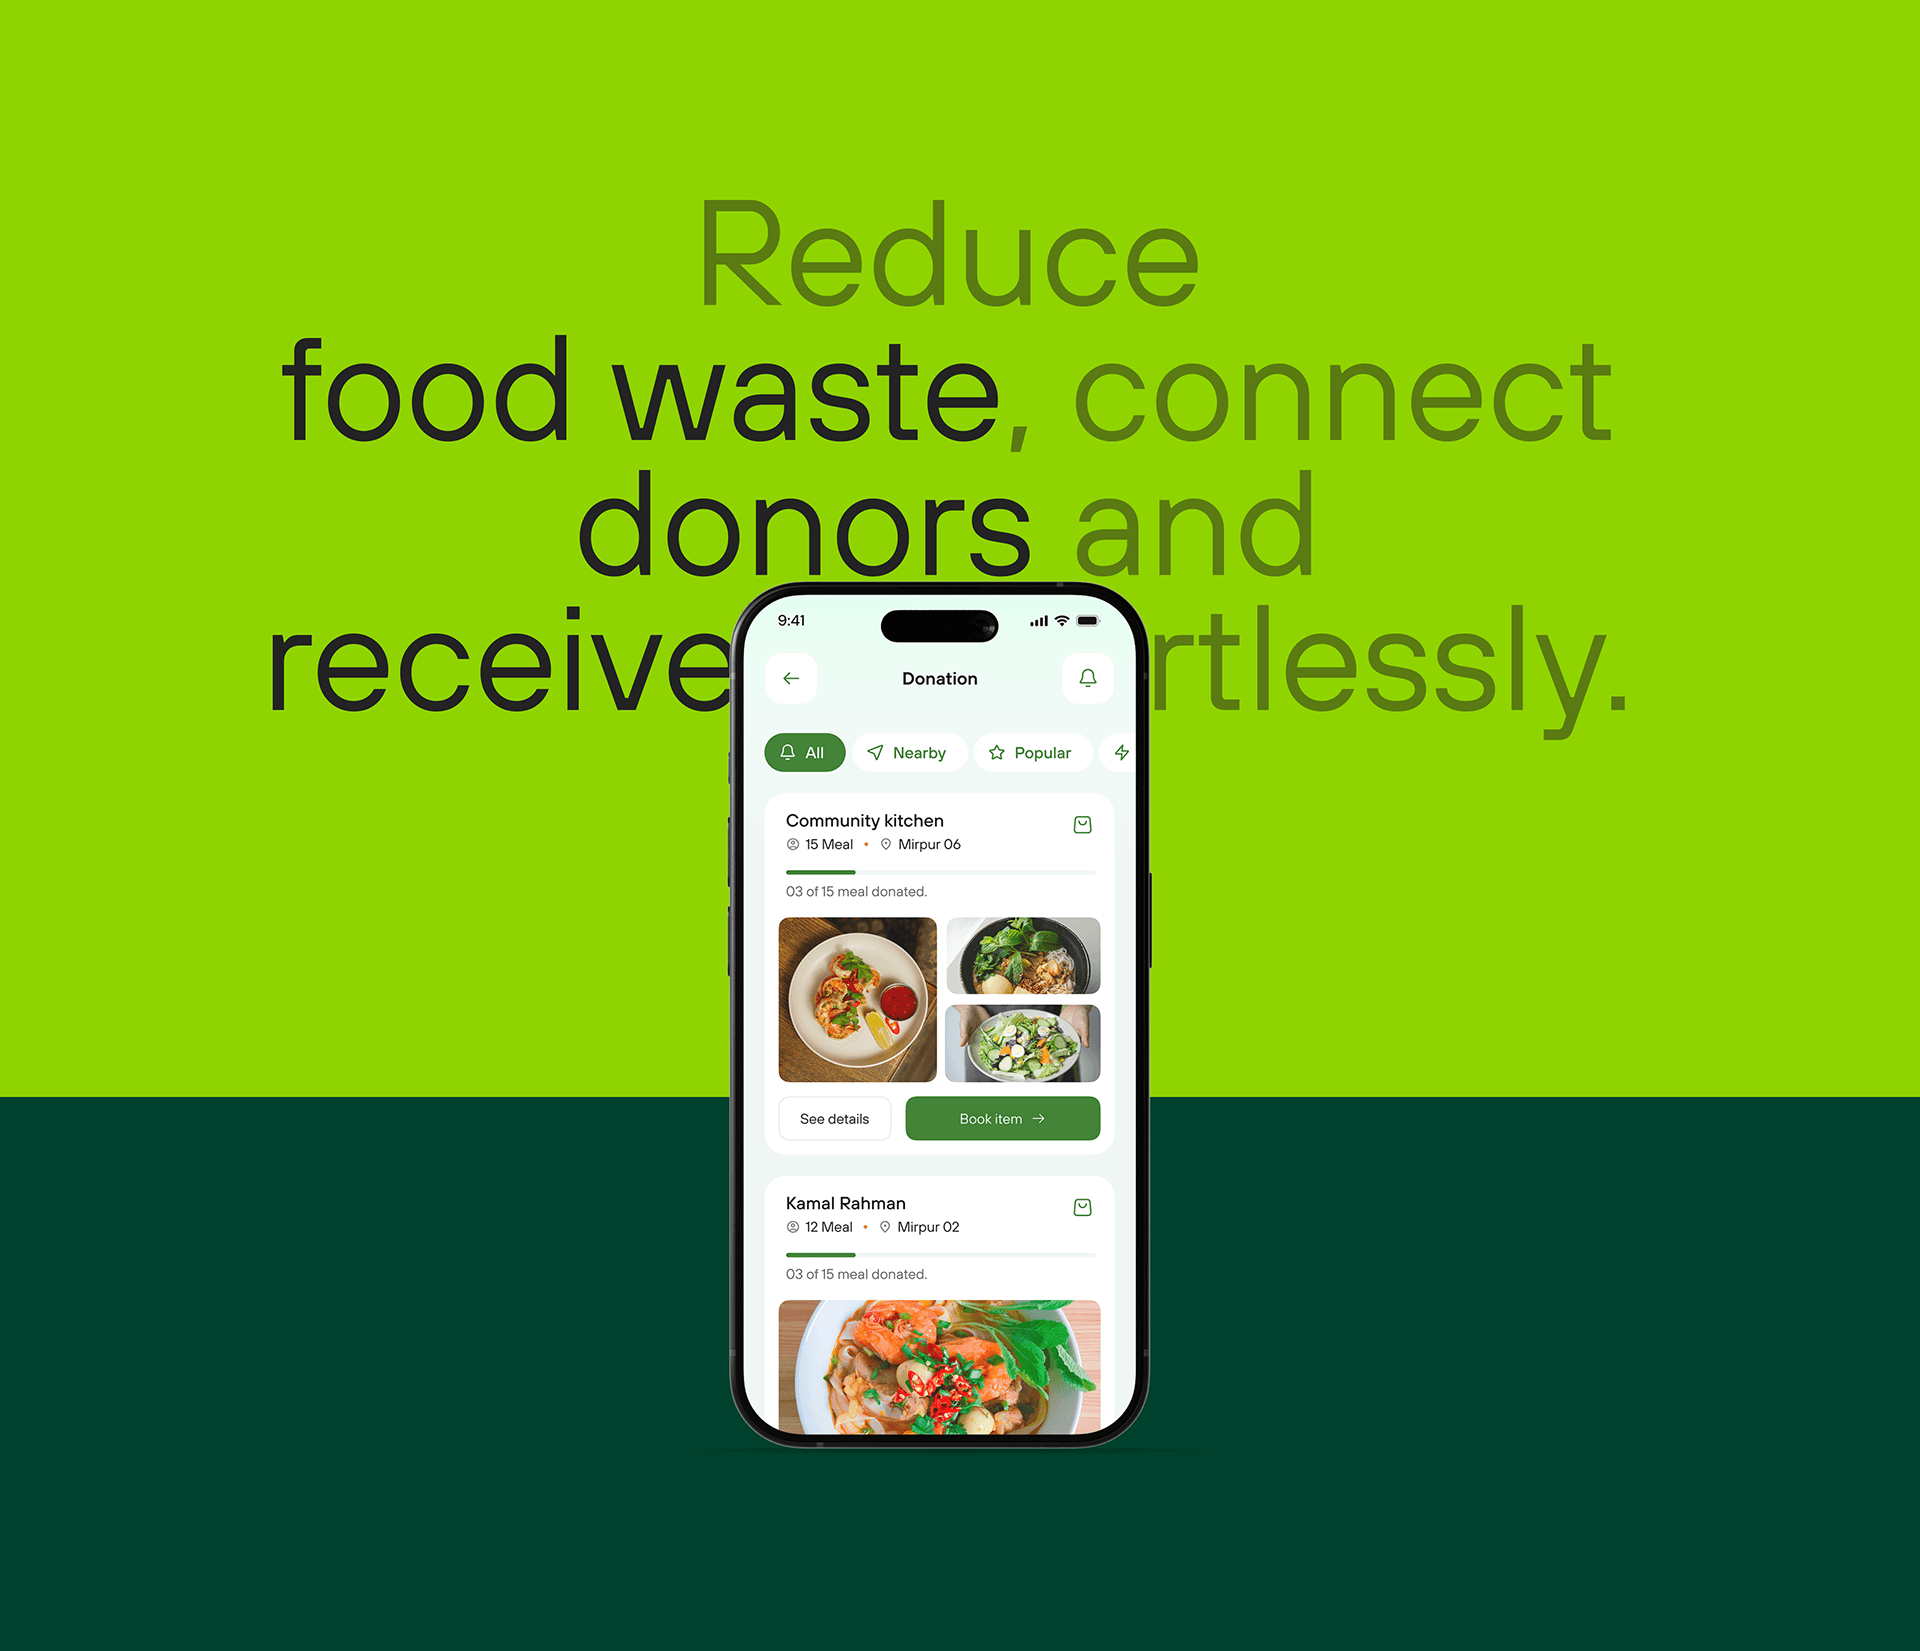 Reduce
food waste, connect
donors and
receive rtlessly.
9:41
Donation
All Nearby Popular
Community kitchen
15 Meal • Mirpur 06
03 of 15 meal donated.
See details Book item →
Kamal Rahman
12 Meal • Mirpur 02
03 of 15 meal donated.